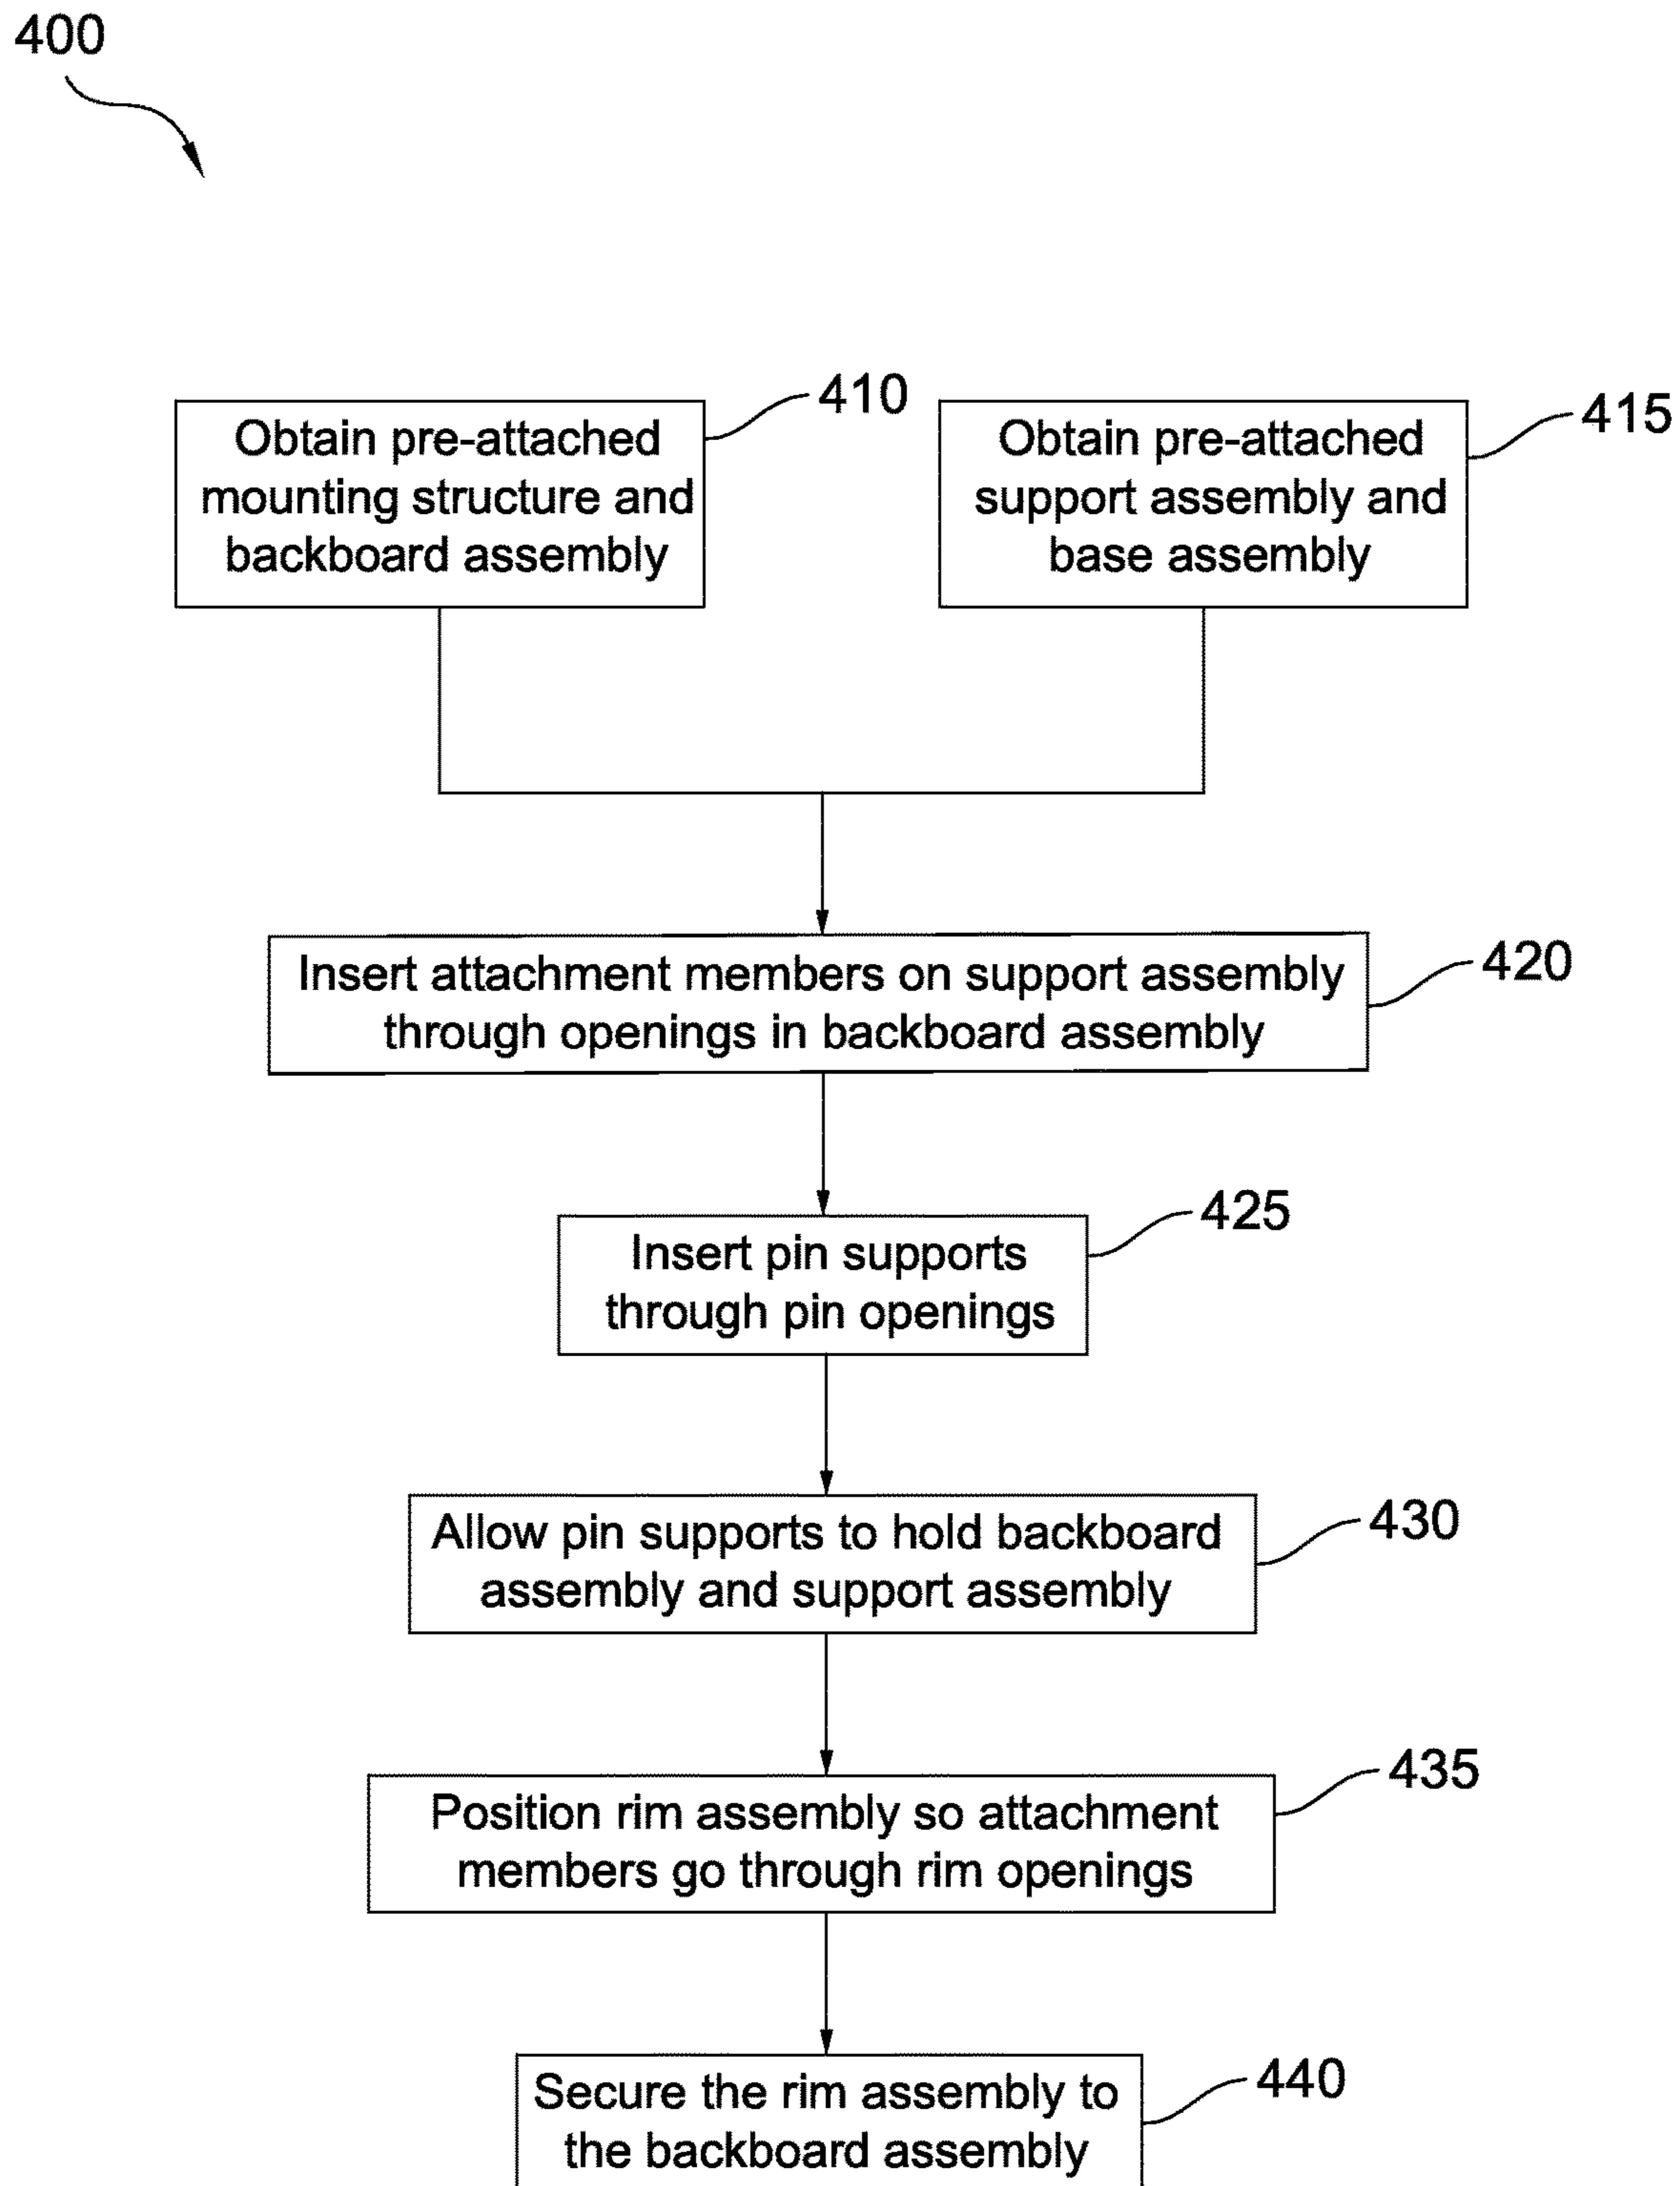 400
410
Obtain pre-attached
mounting structure and
backboard assembly
415
Obtain pre-attached
support assembly and
base assembly
420
Insert attachment members on support assembly
through openings in backboard assembly
425
Insert pin supports
through pin openings
430
Allow pin supports to hold backboard
assembly and support assembly
435
Position rim assembly so attachment
members go through rim openings
440
Secure the rim assembly to
the backboard assembly